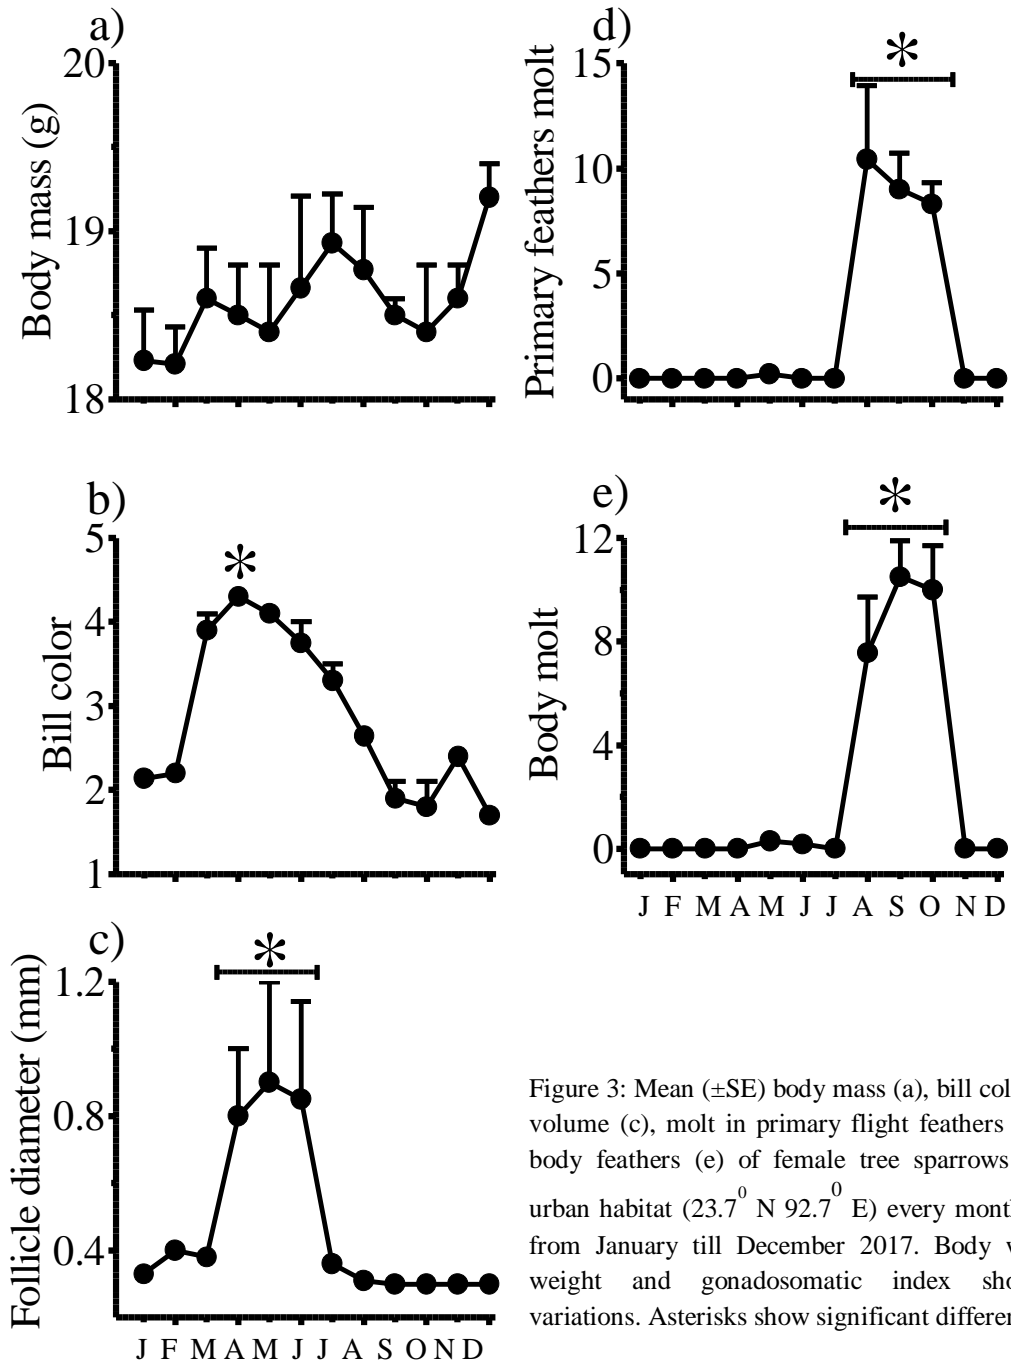 a)
20
19
18
Body mass (g)
b)
5
4
3
2
1
Bill color
*
c)
1.2
0.8
0.4
Follicle diameter (mm)
*
J F M A M J J A S O N D
d)
15
10
5
0
Primary feathers molt
*
e)
12
8
4
0
Body molt
*
J F M A M J J A S O N D
Figure 3: Mean (±SE) body mass (a), bill col
volume (c), molt in primary flight feathers
body feathers (e) of female tree sparrows
urban habitat (23.7⁰ N 92.7⁰ E) every month
from January till December 2017. Body w
weight and gonadosomatic index sho
variations. Asterisks show significant differen